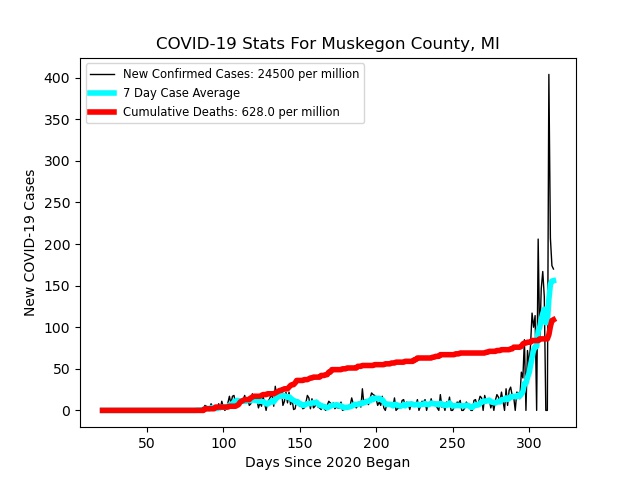 COVID-19 Stats For Muskegon County, MI
New Confirmed Cases: 24500 per million
7 Day Case Average
Cumulative Deaths: 628.0 per million
New COVID-19 Cases
400
350
300
250
200
150
100
50
0
50 100 150 200 250 300
Days Since 2020 Began